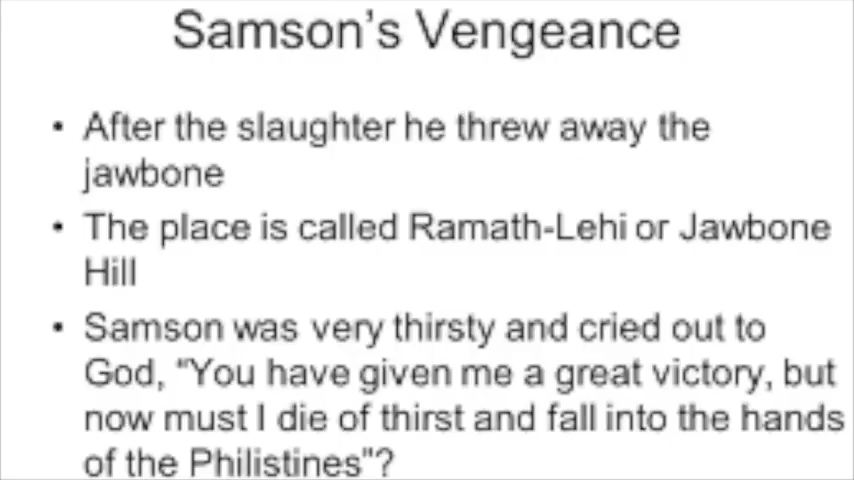 Samson's Vengeance
• After the slaughter he threw away the
jawbone
• The place is called Ramath-Lehi or Jawbone
Hill
• Samson was very thirsty and cried out to
God, "You have given me a great victory, but
now must I die of thirst and fall into the hands
of the Philistines"?